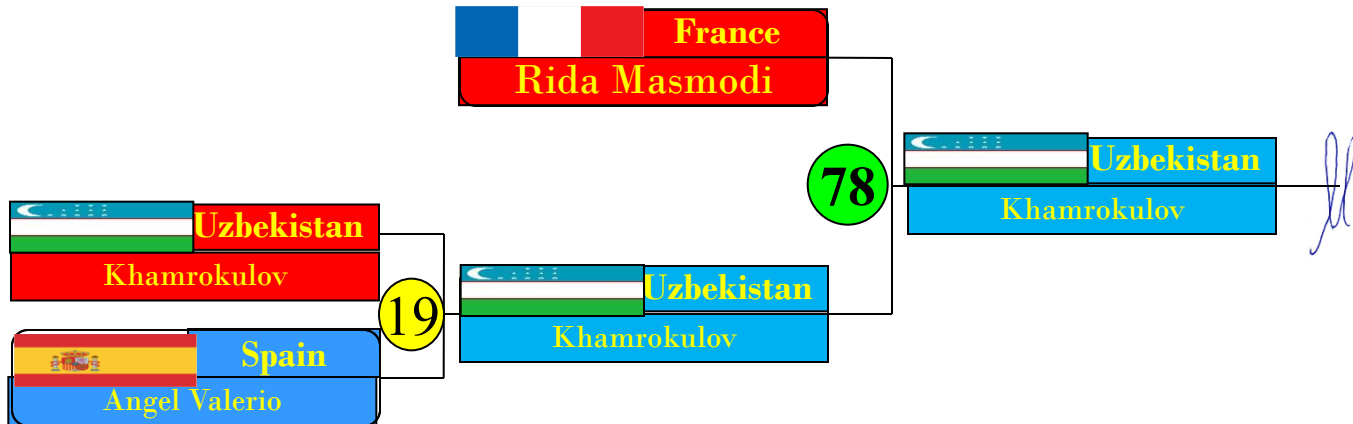 France
Rida Masmodi
78
Uzbekistan
Khamrokulov
Uzbekistan
Khamrokulov
19
Uzbekistan
Khamrokulov
Spain
Angel Valerio